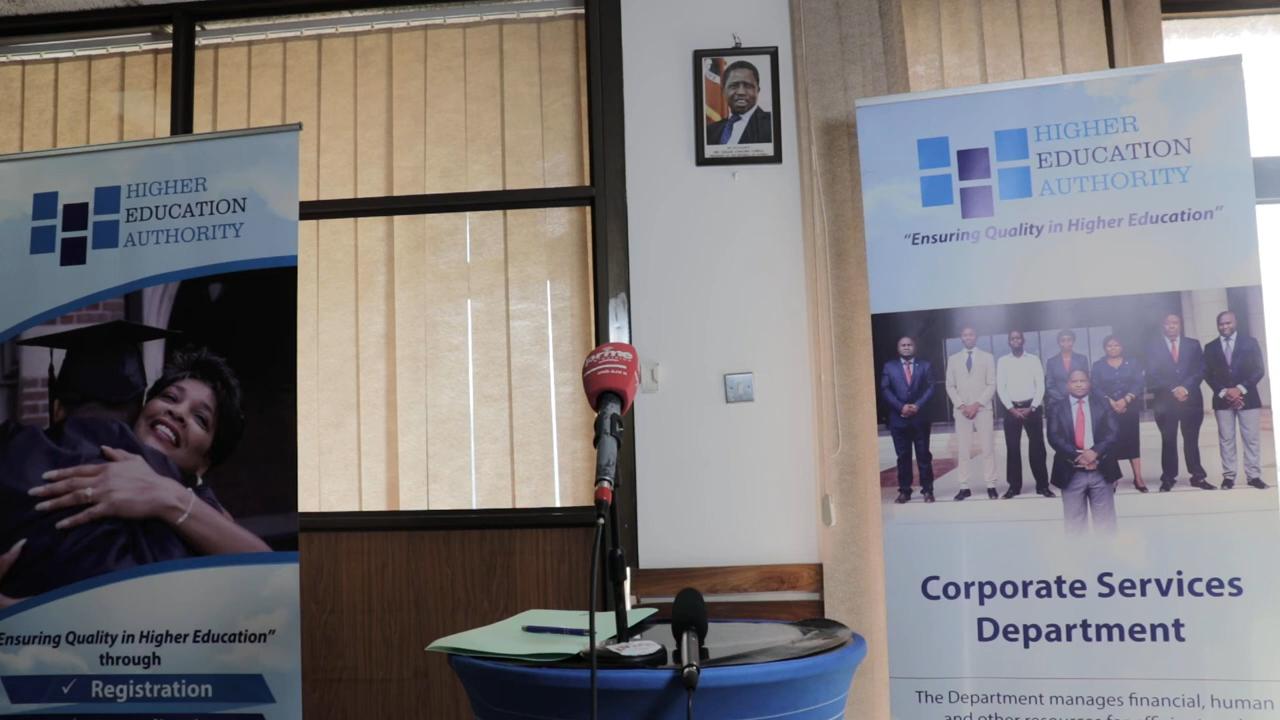 HIGHER
EDUCATION
AUTHORITY
Ensuring Quality in Higher Education"
through
✓ Registration
HIGHER
EDUCATION
AUTHORITY
"Ensuring Quality in Higher Education"
Corporate Services
Department
The Department manages financial, human